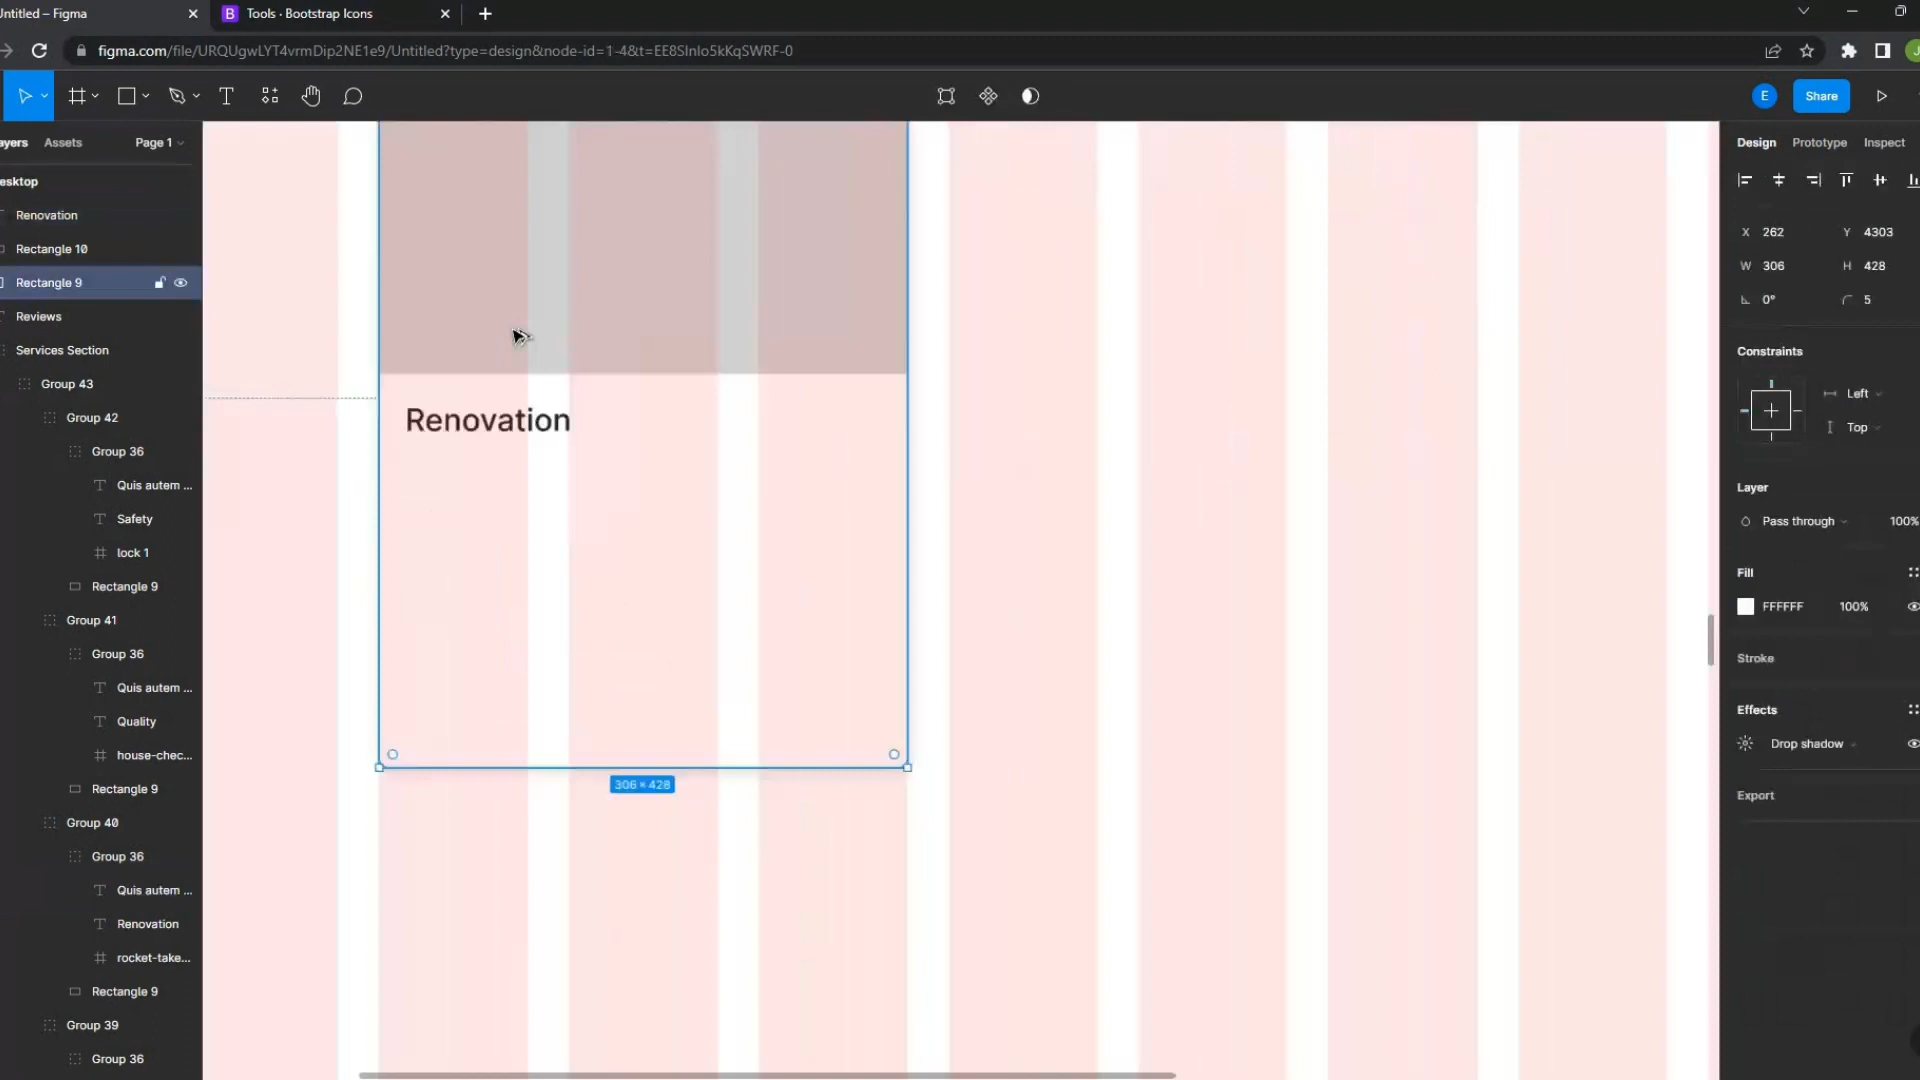 Untitled – Figma
Tools · Bootstrap Icons
figma.com/file/URQUgwLYT4vrmDip2NE1e9/Untitled?type=design&node-id=1-4&t=EE8SInIo5kKqSWRF-0
E
Share
ayers
Assets
Page 1
esktop
Renovation
Rectangle 10
Rectangle 9
Reviews
Services Section
Group 43
Group 42
Group 36
Quis autem ...
Safety
lock 1
Rectangle 9
Group 41
Group 36
Quis autem ...
Quality
house-chec...
Rectangle 9
Group 40
Group 36
Quis autem ...
Renovation
rocket-take...
Rectangle 9
Group 39
Group 36
Renovation
306 × 428
Design
Prototype
Inspect
X 262
Y 4303
W 306
H 428
0°
5
Constraints
Left
Top
Layer
Pass through
100%
Fill
FFFFFF
100%
Stroke
Effects
Drop shadow
Export